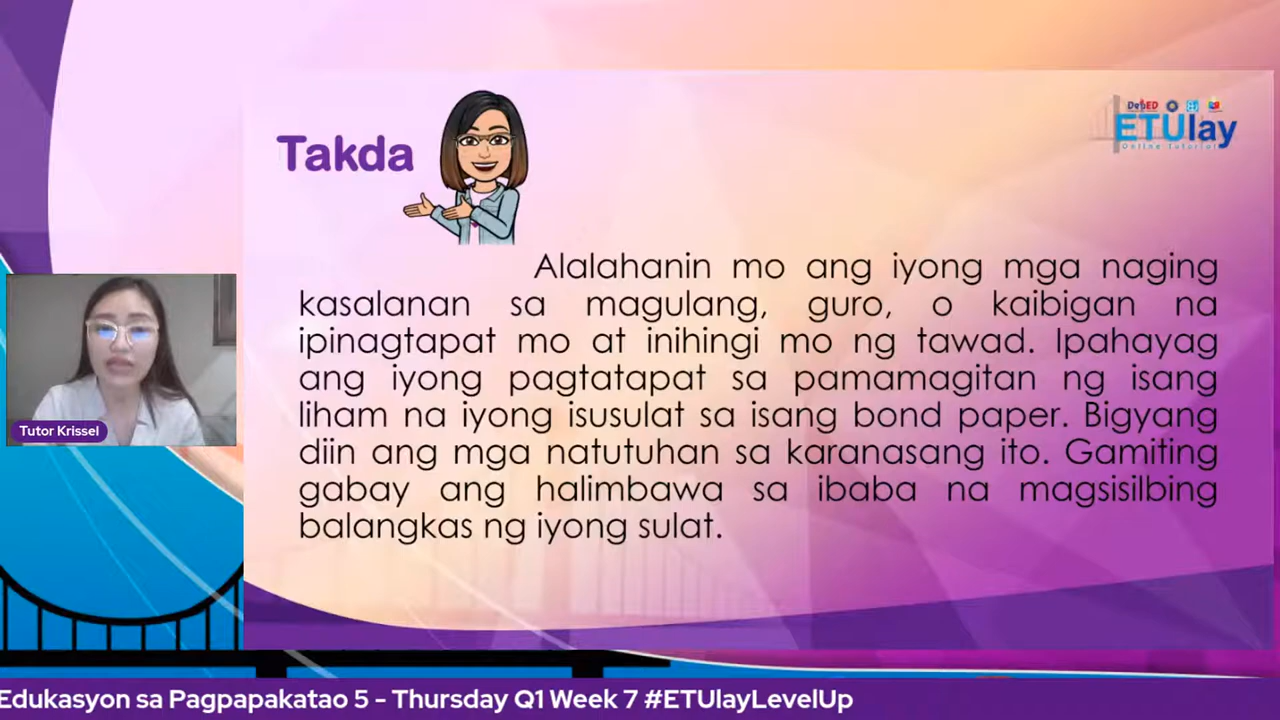 Takda
DepED
ETUlay
Online Tutorial
Alalahanin mo ang iyong mga naging
kasalanan sa magulang, guro, o kaibigan na
ipinagtapat mo at inihingi mo ng tawad. Ipahayag
ang iyong pagtatapat sa pamamagitan ng isang
liham na iyong isusulat sa isang bond paper. Bigyang
diin ang mga natutuhan sa karanasang ito. Gamiting
gabay ang halimbawa sa ibaba na magsisilbing
balangkas ng iyong sulat.
Tutor Krissel
Edukasyon sa Pagpapakatao 5 - Thursday Q1 Week 7 #ETUlayLevelUp